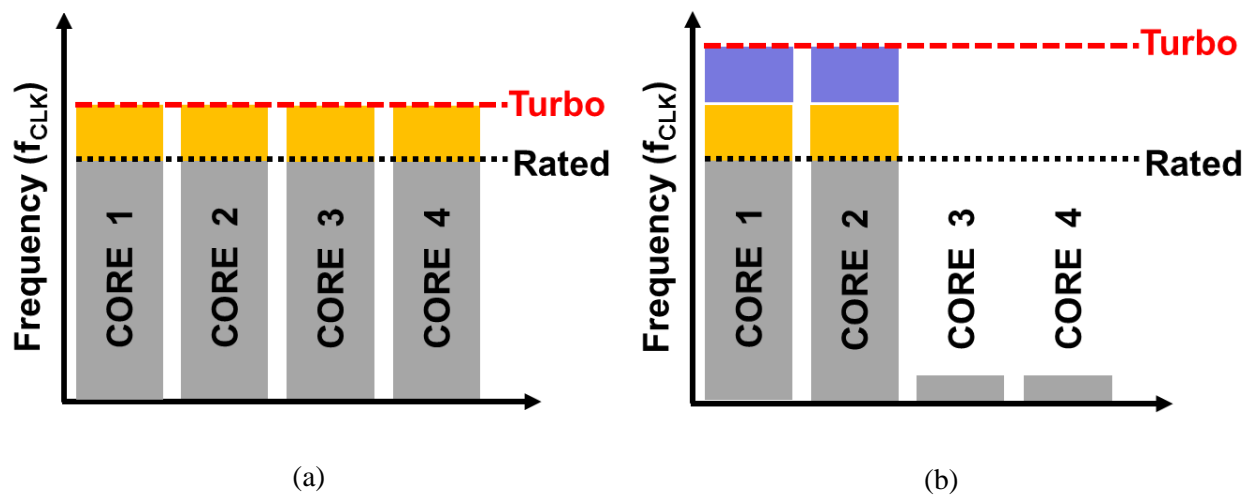 Frequency (fCLK)
Turbo
Rated
CORE 1
CORE 2
CORE 3
CORE 4
(a)
Frequency (fCLK)
Turbo
Rated
CORE 1
CORE 2
CORE 3
CORE 4
(b)